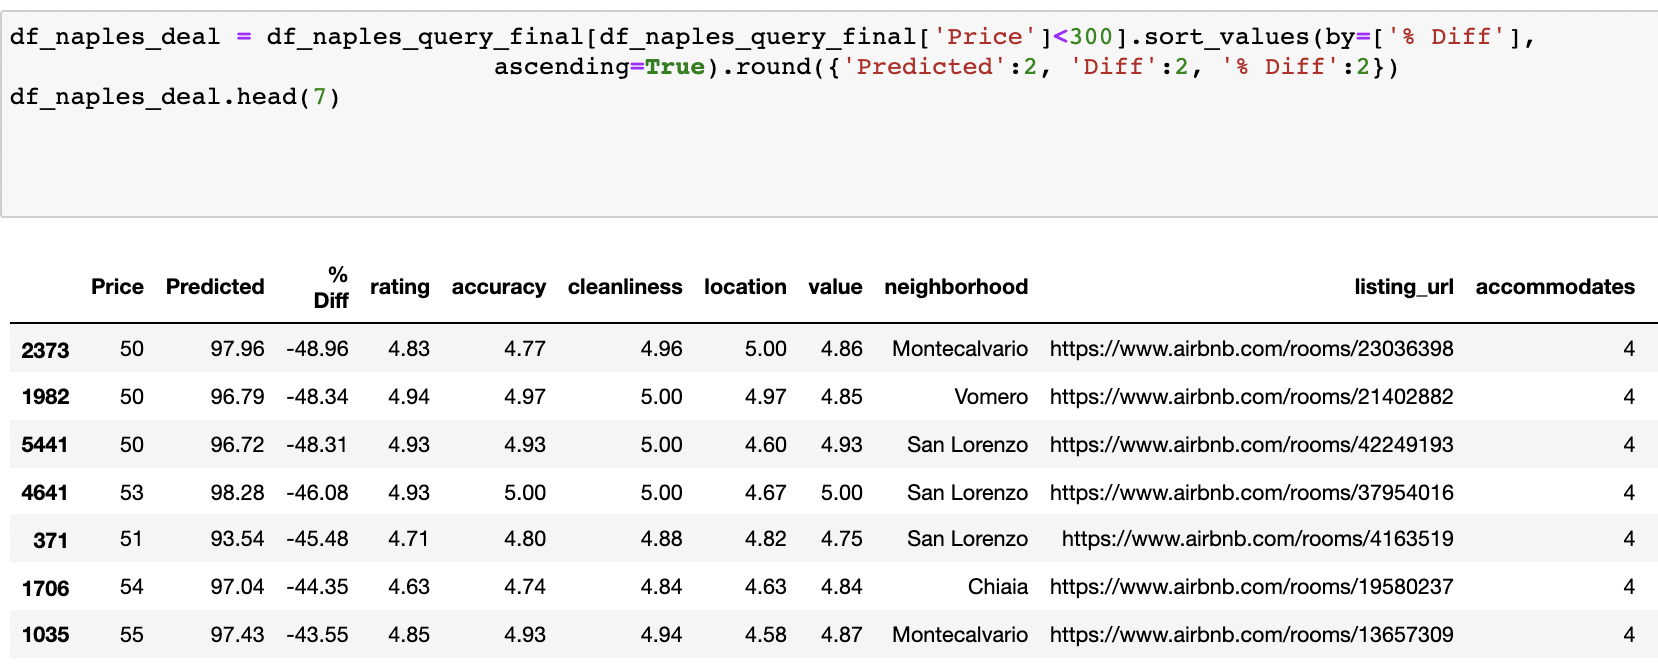 df_naples_deal = df_naples_query_final[df_naples_query_final['Price']<300].sort_values(by=['% Diff'],
ascending=True).round({'Predicted':2, 'Diff':2, '% Diff':2})
df_naples_deal.head(7)
Price Predicted % Diff rating accuracy cleanliness location value neighborhood listing_url accommodates
2373 50 97.96 -48.96 4.83 4.77 4.96 5.00 4.86 Montecalvario https://www.airbnb.com/rooms/23036398 4
1982 50 96.79 -48.34 4.94 4.97 5.00 4.97 4.85 Vomero https://www.airbnb.com/rooms/21402882 4
5441 50 96.72 -48.31 4.93 4.93 5.00 4.60 4.93 San Lorenzo https://www.airbnb.com/rooms/42249193 4
4641 53 98.28 -46.08 4.93 5.00 5.00 4.67 5.00 San Lorenzo https://www.airbnb.com/rooms/37954016 4
371 51 93.54 -45.48 4.71 4.80 4.88 4.82 4.75 San Lorenzo https://www.airbnb.com/rooms/4163519 4
1706 54 97.04 -44.35 4.63 4.74 4.84 4.63 4.84 Chiaia https://www.airbnb.com/rooms/19580237 4
1035 55 97.43 -43.55 4.85 4.93 4.94 4.58 4.87 Montecalvario https://www.airbnb.com/rooms/13657309 4